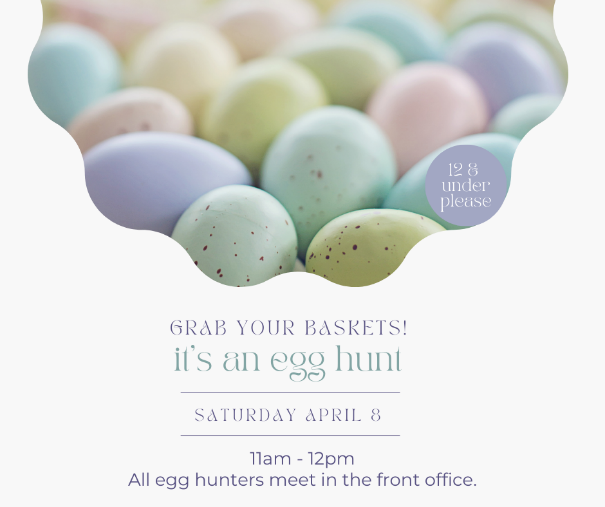 12 &
under
please
GRAB YOUR BASKETS!
it's an egg hunt
SATURDAY APRIL 8
11am - 12pm
All egg hunters meet in the front office.